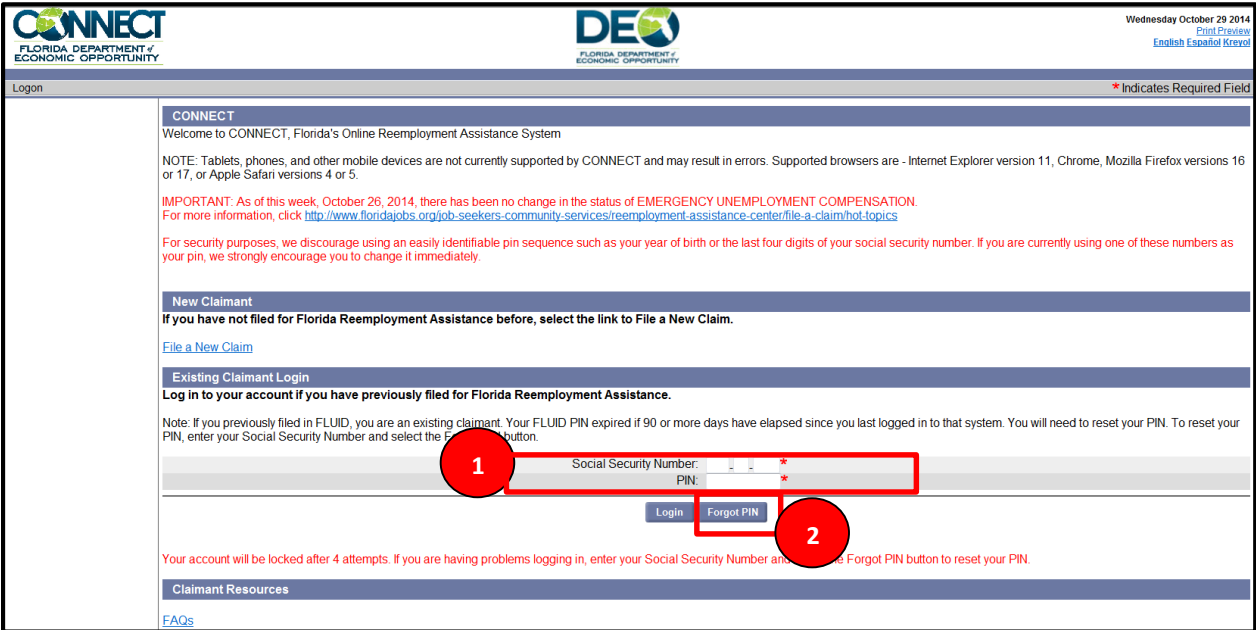 CONNECT
FLORIDA DEPARTMENT of
ECONOMIC OPPORTUNITY
DEO
FLORIDA DEPARTMENT of
ECONOMIC OPPORTUNITY
Wednesday October 29 2014
Print Preview
English Español Kreyol
Logon
*Indicates Required Field
CONNECT
Welcome to CONNECT, Florida's Online Reemployment Assistance System
NOTE: Tablets, phones, and other mobile devices are not currently supported by CONNECT and may result in errors. Supported browsers are - Internet Explorer version 11, Chrome, Mozilla Firefox versions 16
or 17, or Apple Safari versions 4 or 5.
IMPORTANT: As of this week, October 26, 2014, there has been no change in the status of EMERGENCY UNEMPLOYMENT COMPENSATION.
For more information, click http://www.floridajobs.org/job-seekers-community-services/reemployment-assistance-center/file-a-claim/hot-topics
For security purposes, we discourage using an easily identifiable pin sequence such as your year of birth or the last four digits of your social security number. If you are currently using one of these numbers as
your pin, we strongly encourage you to change it immediately.
New Claimant
If you have not filed for Florida Reemployment Assistance before, select the link to File a New Claim.
File a New Claim
Existing Claimant Login
Log in to your account if you have previously filed for Florida Reemployment Assistance.
Note: If you previously filed in FLUID, you are an existing claimant. Your FLUID PIN expired if 90 or more days have elapsed since you last logged in to that system. You will need to reset your PIN. To reset your
PIN, enter your Social Security Number and select the button.
1
Social Security Number: - - *
PIN: *
Login Forgot PIN
2
Your account will be locked after 4 attempts. If you are having problems logging in, enter your Social Security Number and Forgot PIN button to reset your PIN.
Claimant Resources
FAQs